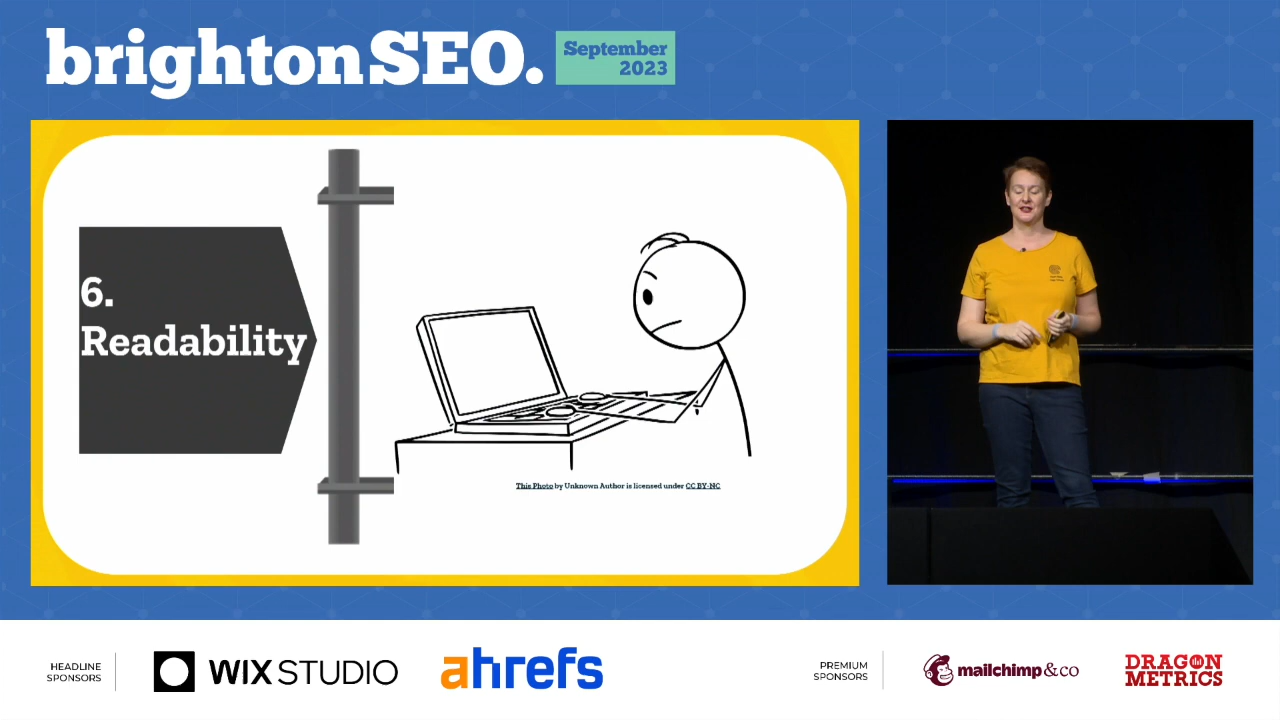 brightonSEO.
September
2023
6.
Readability
This Photo by Unknown Author is licensed under CC BY-NC
HEADLINE
SPONSORS
WIX STUDIO
ahrefs
PREMIUM
SPONSORS
mailchimp&co
DRAGON
METRICS